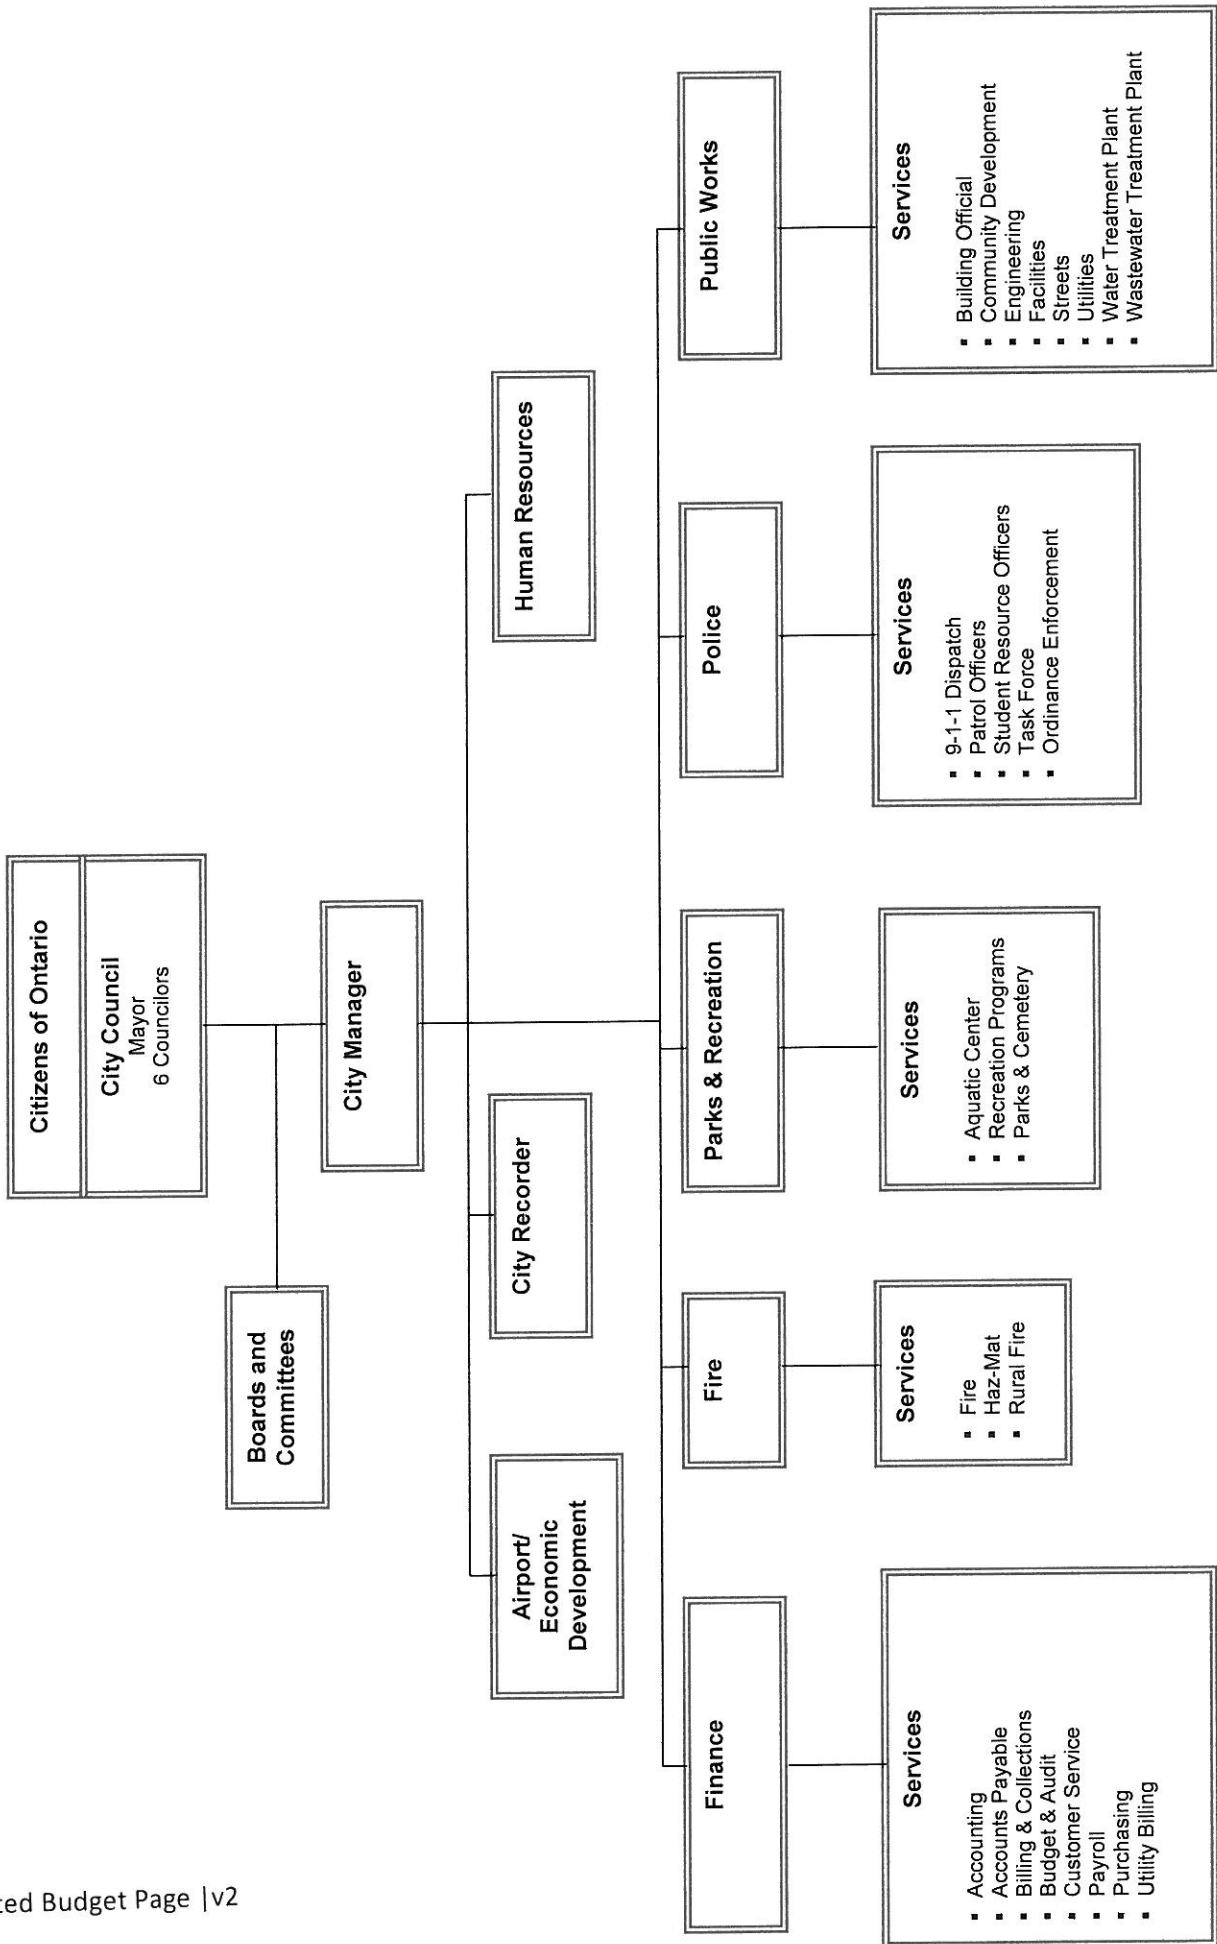 Citizens of Ontario
City Council
Mayor
6 Councilors
Boards and
Committees
City Manager
Airport/
Economic
Development
City Recorder
Human Resources
Finance
Fire
Parks & Recreation
Police
Public Works
Services
▪ Accounting
▪ Accounts Payable
▪ Billing & Collections
▪ Budget & Audit
▪ Customer Service
▪ Payroll
▪ Purchasing
▪ Utility Billing
Services
▪ Fire
▪ Haz-Mat
▪ Rural Fire
Services
▪ Aquatic Center
▪ Recreation Programs
▪ Parks & Cemetery
Services
▪ 9-1-1 Dispatch
▪ Patrol Officers
▪ Student Resource Officers
▪ Task Force
▪ Ordinance Enforcement
Services
▪ Building Official
▪ Community Development
▪ Engineering
▪ Facilities
▪ Streets
▪ Utilities
▪ Water Treatment Plant
▪ Wastewater Treatment Plant
ted Budget Page |v2